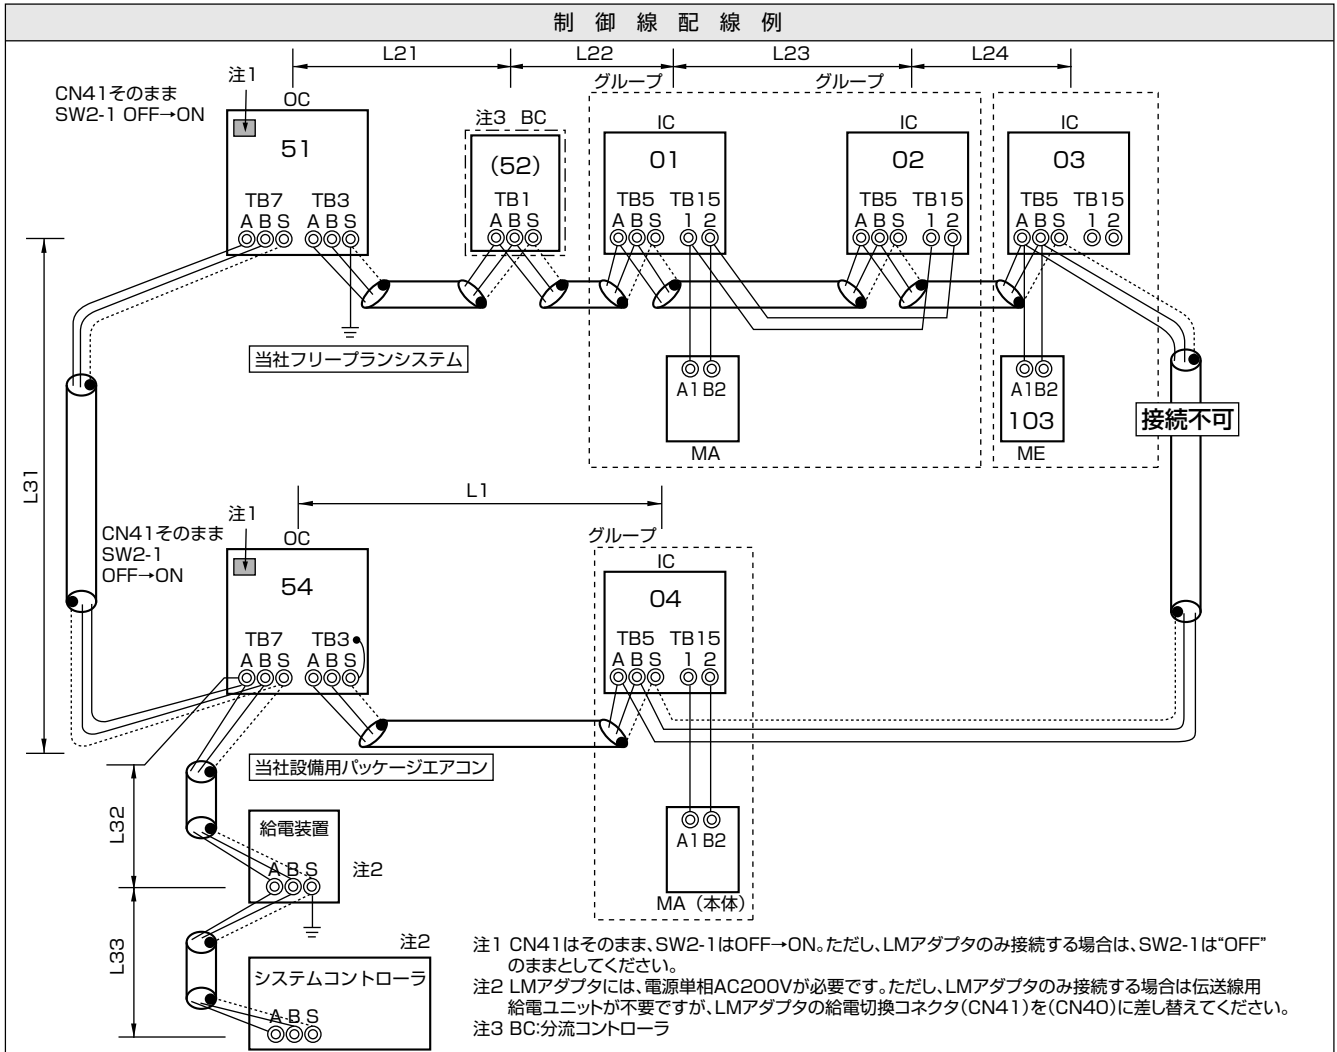 制御線配線例
L21
L22
L23
L24
注1
CN41そのまま
SW2-1 OFF→ON
OC
51
TB7 TB3
A B S A B S
注3 BC
(52)
TB1
A B S
グループ
グループ
IC
01
TB5 TB15
A B S 1 2
IC
02
TB5 TB15
A B S 1 2
IC
03
TB5 TB15
A B S 1 2
当社フリープランシステム
A1 B2
MA
A1 B2
103
ME
接続不可
L31
L1
注1
CN41そのまま
SW2-1
OFF→ON
OC
54
TB7 TB3
A B S A B S
グループ
IC
04
TB5 TB15
A B S 1 2
当社設備用パッケージエアコン
A1 B2
MA（本体）
L32
給電装置
A B S
注2
L33
注2
システムコントローラ
A B S
注1 CN41はそのまま、SW2-1はOFF→ON。ただし、LMアダプタのみ接続する場合は、SW2-1は“OFF”
のままとしてください。
注2 LMアダプタには、電源単相AC200Vが必要です。ただし、LMアダプタのみ接続する場合は伝送線用
給電ユニットが不要ですが、LMアダプタの給電切換コネクタ(CN41)を(CN40)に差し替えてください。
注3 BC:分流コントローラ